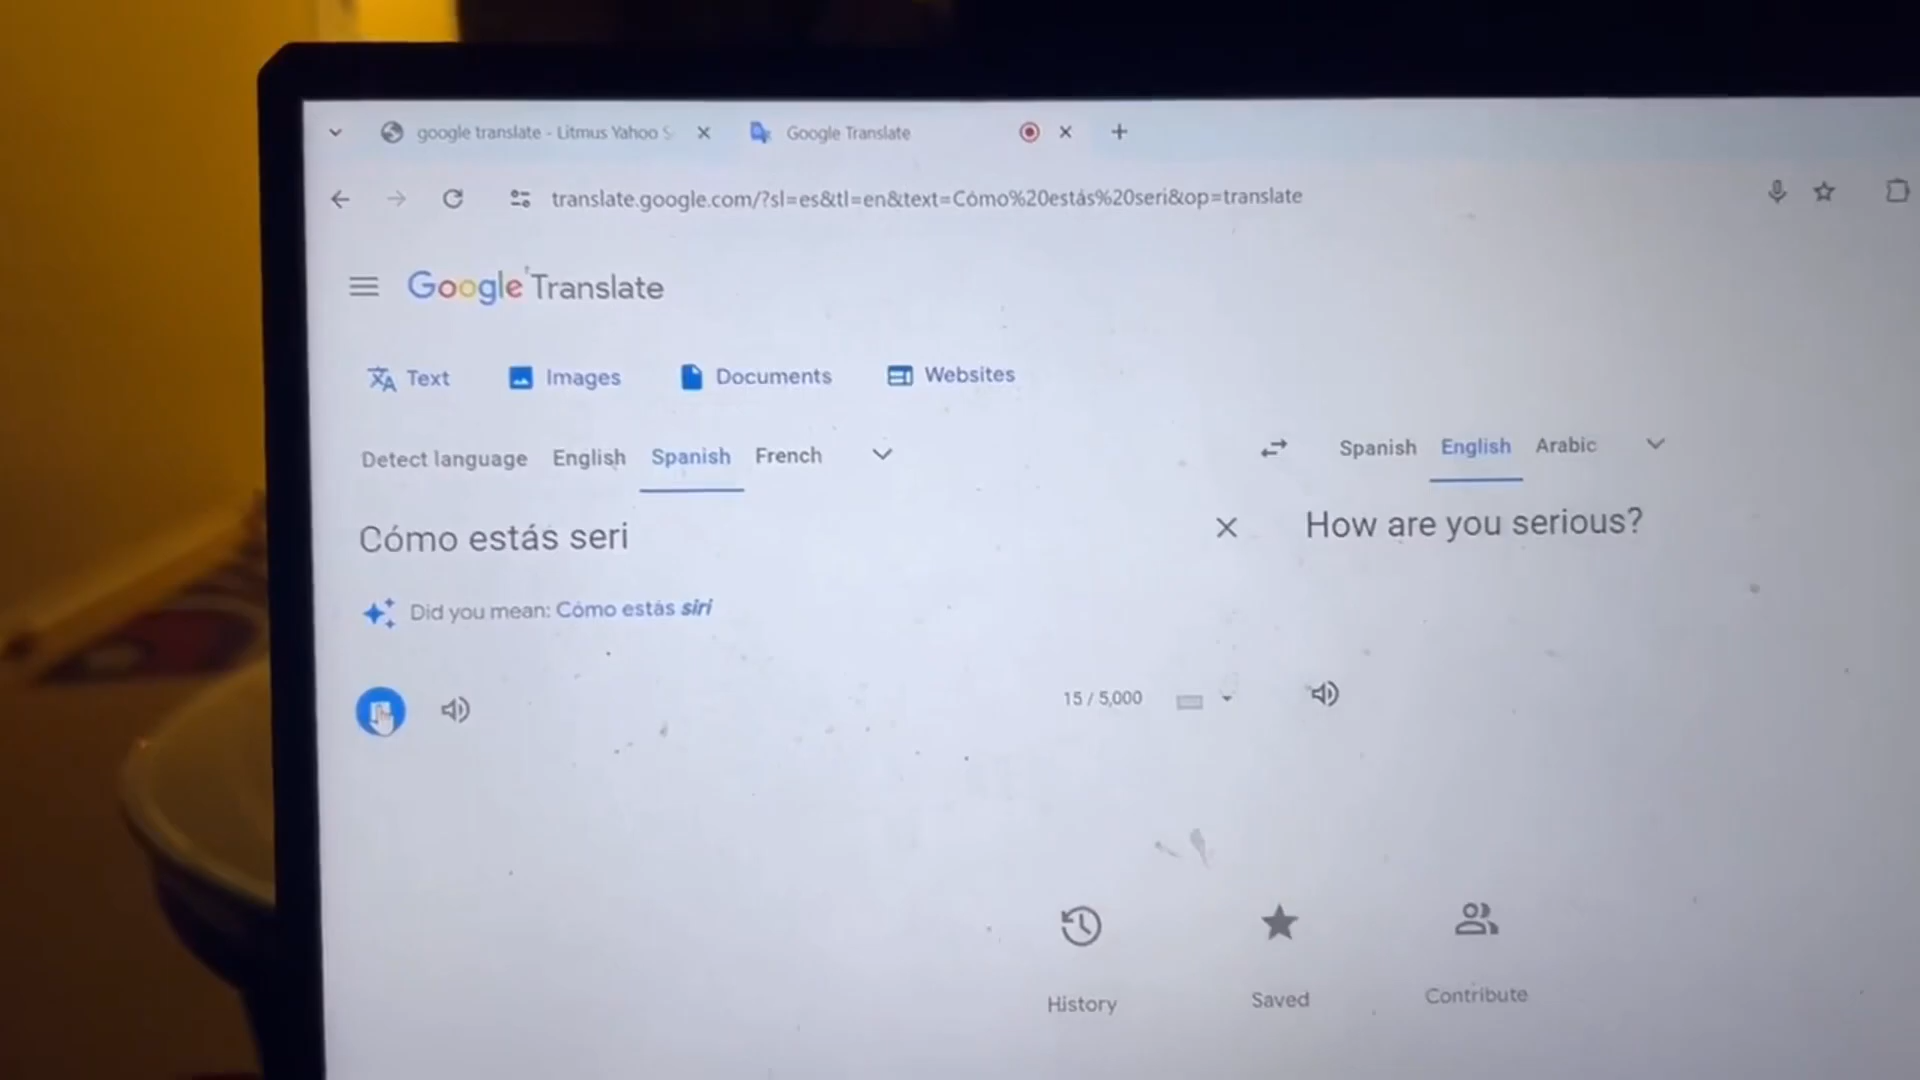 google translate - Litmus Yahoo S
Google Translate
translate.google.com/?sl=es&tl=en&text=Cómo%20estás%20seri&op=translate
Google Translate
Text
Images
Documents
Websites
Detect language
English
Spanish
French
Spanish
English
Arabic
Cómo estás seri
How are you serious?
Did you mean: Cómo estás siri
15 / 5,000
History
Saved
Contribute